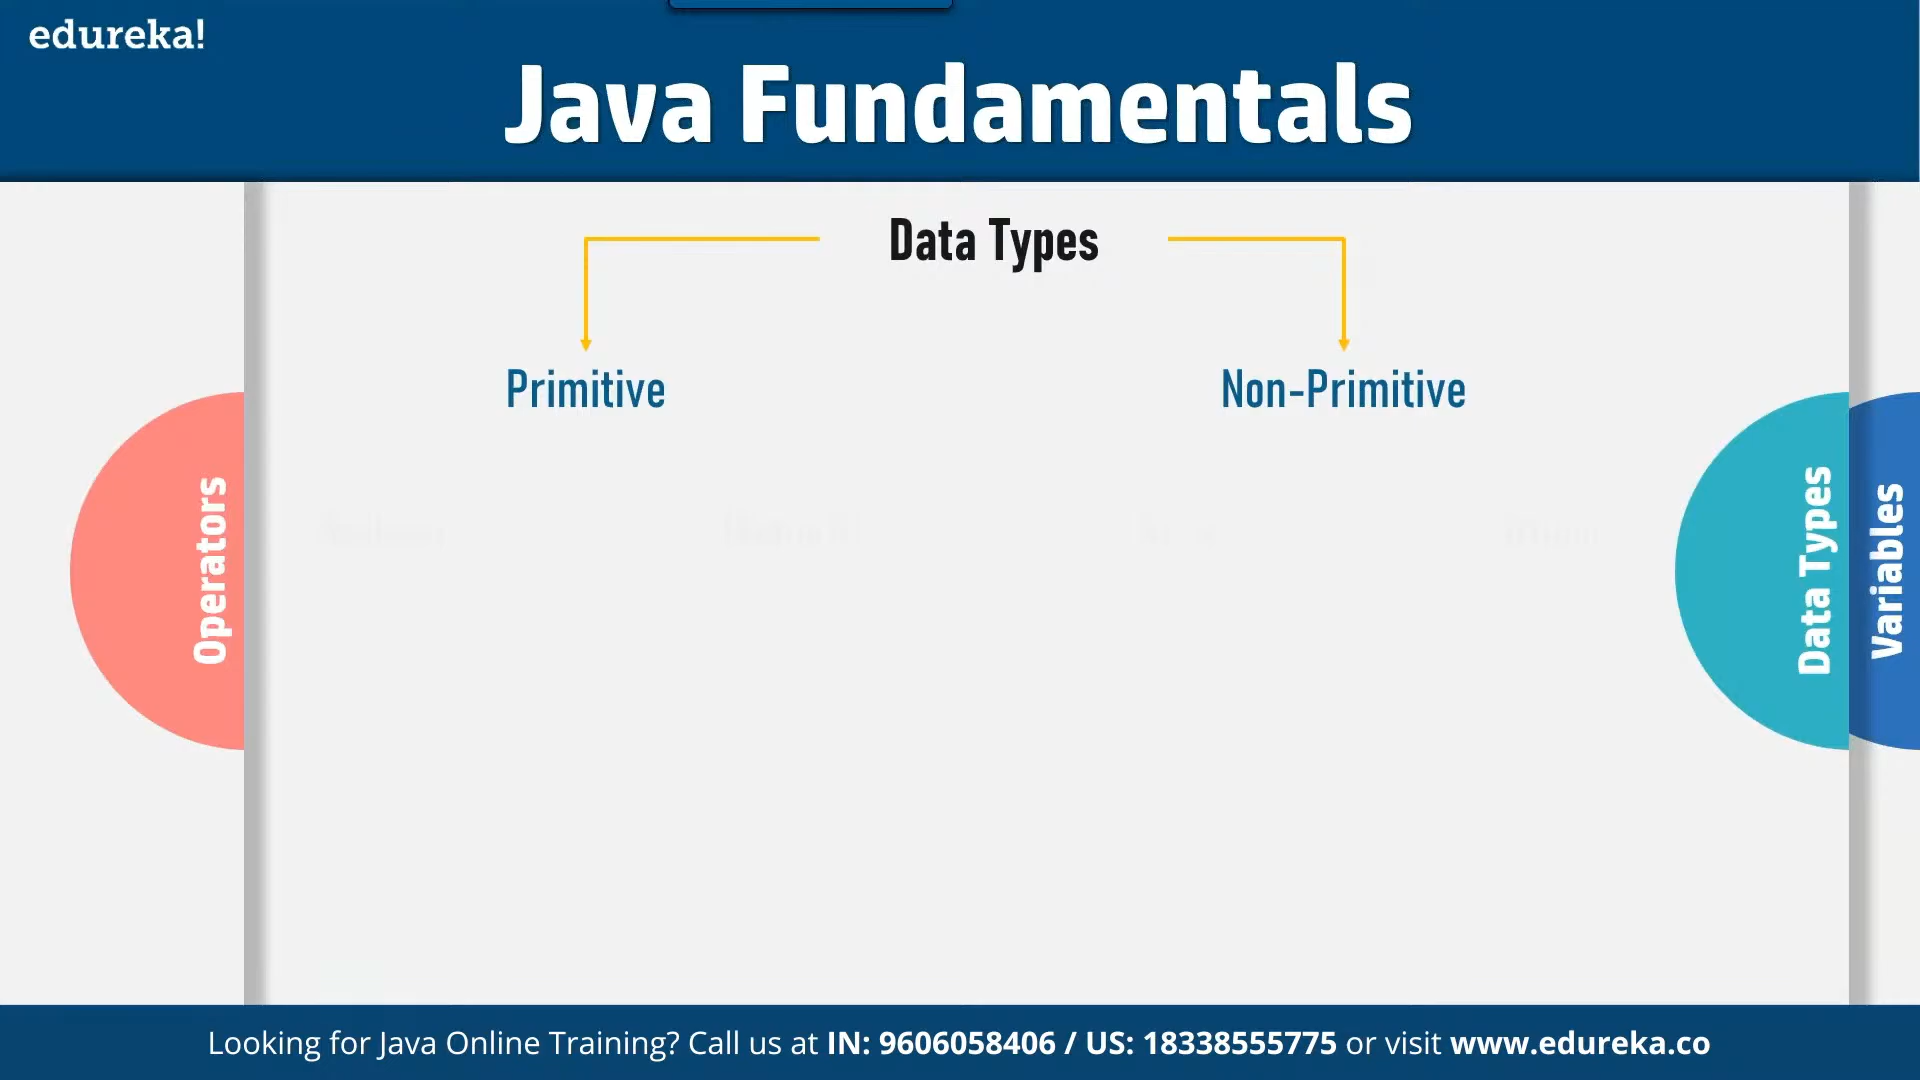 edureka!
Java Fundamentals
Data Types
Primitive
Non-Primitive
Operators
Data Types
Variables
Looking for Java Online Training? Call us at IN: 9606058406 / US: 18338555775 or visit www.edureka.co